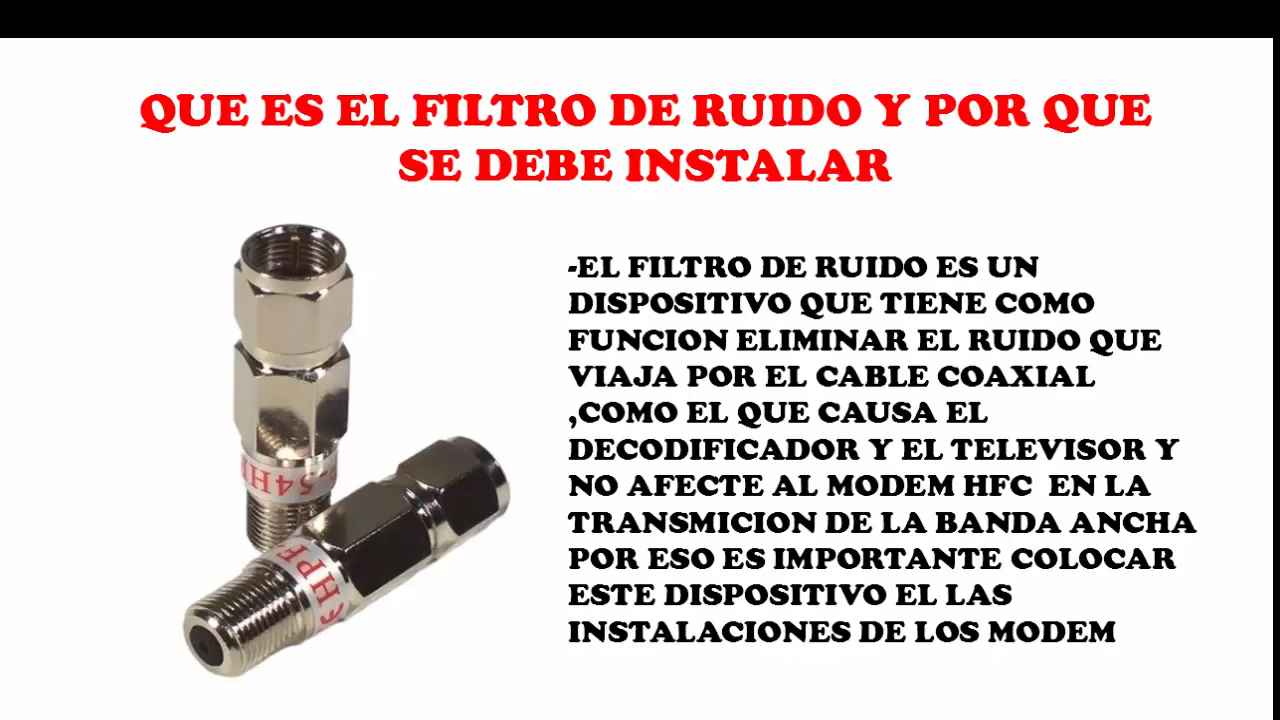 QUE ES EL FILTRO DE RUIDO Y POR QUE
SE DEBE INSTALAR
-EL FILTRO DE RUIDO ES UN
DISPOSITIVO QUE TIENE COMO
FUNCION ELIMINAR EL RUIDO QUE
VIAJA POR EL CABLE COAXIAL
,COMO EL QUE CAUSA EL
DECODIFICADOR Y EL TELEVISOR Y
NO AFECTE AL MODEM HFC EN LA
TRANSMICION DE LA BANDA ANCHA
POR ESO ES IMPORTANTE COLOCAR
ESTE DISPOSITIVO EL LAS
INSTALACIONES DE LOS MODEM
-54HP
HPF